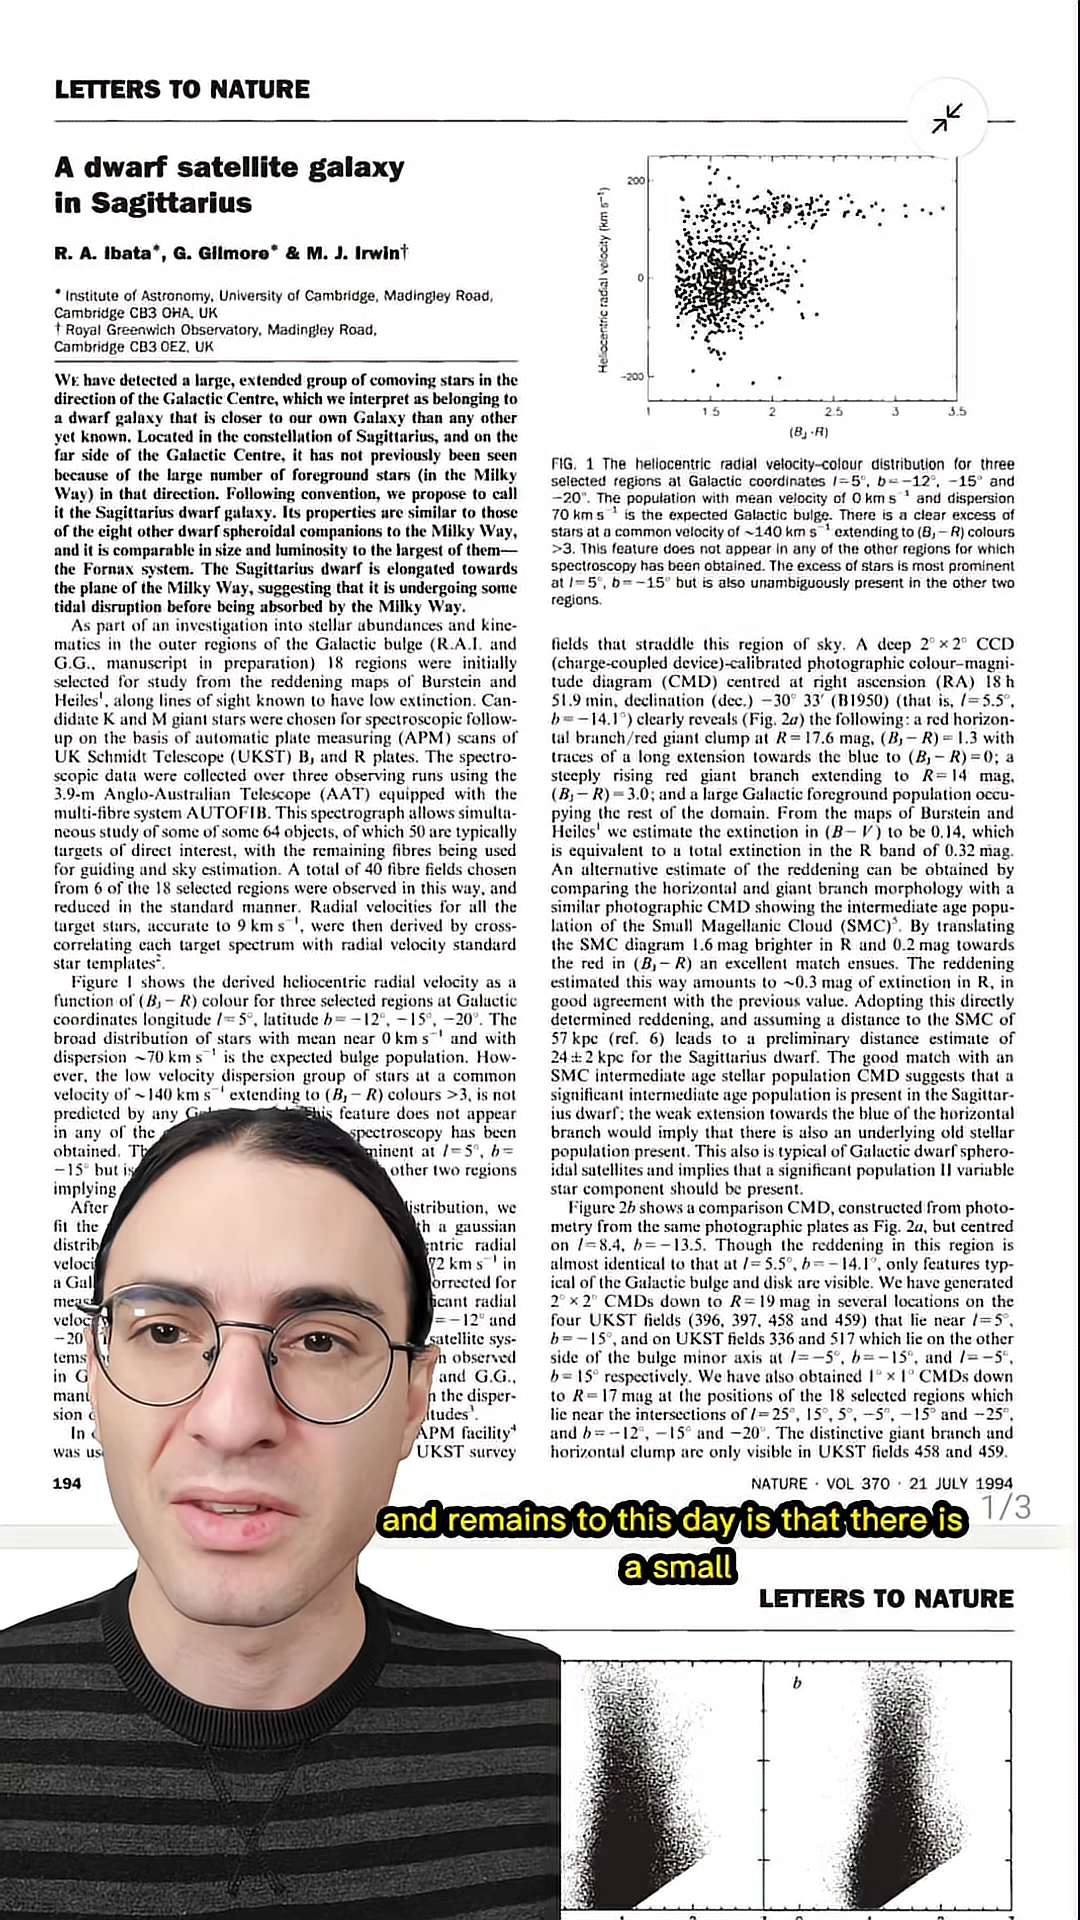 LETTERS TO NATURE
A dwarf satellite galaxy
in Sagittarius
R. A. Ibata*, G. Gilmore* & M. J. Irwin†
* Institute of Astronomy, University of Cambridge, Madingley Road,
Cambridge CB3 0HA, UK
† Royal Greenwich Observatory, Madingley Road,
Cambridge CB3 0EZ, UK
WE have detected a large, extended group of comoving stars in the
direction of the Galactic Centre, which we interpret as belonging to
a dwarf galaxy that is closer to our own Galaxy than any other
yet known. Located in the constellation of Sagittarius, and on the
far side of the Galactic Centre, it has not previously been seen
because of the large number of foreground stars (in the Milky
Way) in that direction. Following convention, we propose to call
it the Sagittarius dwarf galaxy. Its properties are similar to those
of the eight other dwarf spheroidal companions to the Milky Way,
and it is comparable in size and luminosity to the largest of them—
the Fornax system. The Sagittarius dwarf is elongated towards
the plane of the Milky Way, suggesting that it is undergoing some
tidal disruption before being absorbed by the Milky Way.
As part of an investigation into stellar abundances and kine-
matics in the outer regions of the Galactic bulge (R.A.I. and
G.G., manuscript in preparation) 18 regions were initially
selected for study from the reddening maps of Burstein and
Heiles¹, along lines of sight known to have low extinction. Can-
didate K and M giant stars were chosen for spectroscopic follow-
up on the basis of automatic plate measuring (APM) scans of
UK Schmidt Telescope (UKST) BJ and R plates. The spectro-
scopic data were collected over three observing runs using the
3.9-m Anglo-Australian Telescope (AAT) equipped with the
multi-fibre system AUTOFIB. This spectrograph allows simulta-
neous study of some of some 64 objects, of which 50 are typically
targets of direct interest, with the remaining fibres being used
for guiding and sky estimation. A total of 40 fibre fields chosen
from 6 of the 18 selected regions were observed in this way, and
reduced in the standard manner. Radial velocities for all the
target stars, accurate to 9 km s⁻¹, were then derived by cross-
correlating each target spectrum with radial velocity standard
star templates².
Figure 1 shows the derived heliocentric radial velocity as a
function of (BJ − R) colour for three selected regions at Galactic
coordinates longitude l = 5°, latitude b = −12°, −15°, −20°. The
broad distribution of stars with mean near 0 km s⁻¹ and with
dispersion ~70 km s⁻¹ is the expected bulge population. How-
ever, the low velocity dispersion group of stars at a common
velocity of ~140 km s⁻¹ extending to (BJ − R) colours >3, is not
predicted by any G his feature does not appear
in any of the spectroscopy has been
obtained. Th minent at l = 5°, b =
−15° but is other two regions
implying
After istribution, we
fit the h a gaussian
distrib ntric radial
veloci 72 km s⁻¹ in
a Gal orrected for
meas icant radial
veloc = −12° and
−20 satellite sys-
tems n observed
in G and G.G.,
man n the disper-
sion itudes³.
In APM facility⁴
was us UKST survey
194
200
0
−200
Heliocentric radial velocity (km s⁻¹)
1 1.5 2 2.5 3 3.5
(BJ -R)
FIG. 1 The heliocentric radial velocity–colour distribution for three
selected regions at Galactic coordinates l = 5°, b = −12°, −15° and
−20°. The population with mean velocity of 0 km s⁻¹ and dispersion
70 km s⁻¹ is the expected Galactic bulge. There is a clear excess of
stars at a common velocity of ~140 km s⁻¹ extending to (BJ − R) colours
>3. This feature does not appear in any of the other regions for which
spectroscopy has been obtained. The excess of stars is most prominent
at l = 5°, b = −15° but is also unambiguously present in the other two
regions.
fields that straddle this region of sky. A deep 2° × 2° CCD
(charge-coupled device)-calibrated photographic colour–magni-
tude diagram (CMD) centred at right ascension (RA) 18 h
51.9 min, declination (dec.) −30° 33′ (B1950) (that is, l = 5.5°,
b = −14.1°) clearly reveals (Fig. 2a) the following: a red horizon-
tal branch/red giant clump at R = 17.6 mag, (BJ − R) = 1.3 with
traces of a long extension towards the blue to (BJ − R) = 0; a
steeply rising red giant branch extending to R = 14 mag,
(BJ − R) = 3.0; and a large Galactic foreground population occu-
pying the rest of the domain. From the maps of Burstein and
Heiles¹ we estimate the extinction in (B − V) to be 0.14, which
is equivalent to a total extinction in the R band of 0.32 mag.
An alternative estimate of the reddening can be obtained by
comparing the horizontal and giant branch morphology with a
similar photographic CMD showing the intermediate age popu-
lation of the Small Magellanic Cloud (SMC)⁵. By translating
the SMC diagram 1.6 mag brighter in R and 0.2 mag towards
the red in (BJ − R) an excellent match ensues. The reddening
estimated this way amounts to ~0.3 mag of extinction in R, in
good agreement with the previous value. Adopting this directly
determined reddening, and assuming a distance to the SMC of
57 kpc (ref. 6) leads to a preliminary distance estimate of
24 ± 2 kpc for the Sagittarius dwarf. The good match with an
SMC intermediate age stellar population CMD suggests that a
significant intermediate age population is present in the Sagittar-
ius dwarf; the weak extension towards the blue of the horizontal
branch would imply that there is also an underlying old stellar
population present. This also is typical of Galactic dwarf sphero-
idal satellites and implies that a significant population II variable
star component should be present.
Figure 2b shows a comparison CMD, constructed from photo-
metry from the same photographic plates as Fig. 2a, but centred
on l = 8.4, b = −13.5. Though the reddening in this region is
almost identical to that at l = 5.5°, b = −14.1°, only features typ-
ical of the Galactic bulge and disk are visible. We have generated
2° × 2° CMDs down to R = 19 mag in several locations on the
four UKST fields (396, 397, 458 and 459) that lie near l = 5°,
b = −15°, and on UKST fields 336 and 517 which lie on the other
side of the bulge minor axis at l = −5°, b = −15°, and l = −5°,
b = 15° respectively. We have also obtained 1° × 1° CMDs down
to R = 17 mag at the positions of the 18 selected regions which
lie near the intersections of l = 25°, 15°, 5°, −5°, −15° and −25°,
and b = −12°, −15° and −20°. The distinctive giant branch and
horizontal clump are only visible in UKST fields 458 and 459.
NATURE · VOL 370 · 21 JULY 1994
1/3
and remains to this day is that there is
a small
LETTERS TO NATURE
b